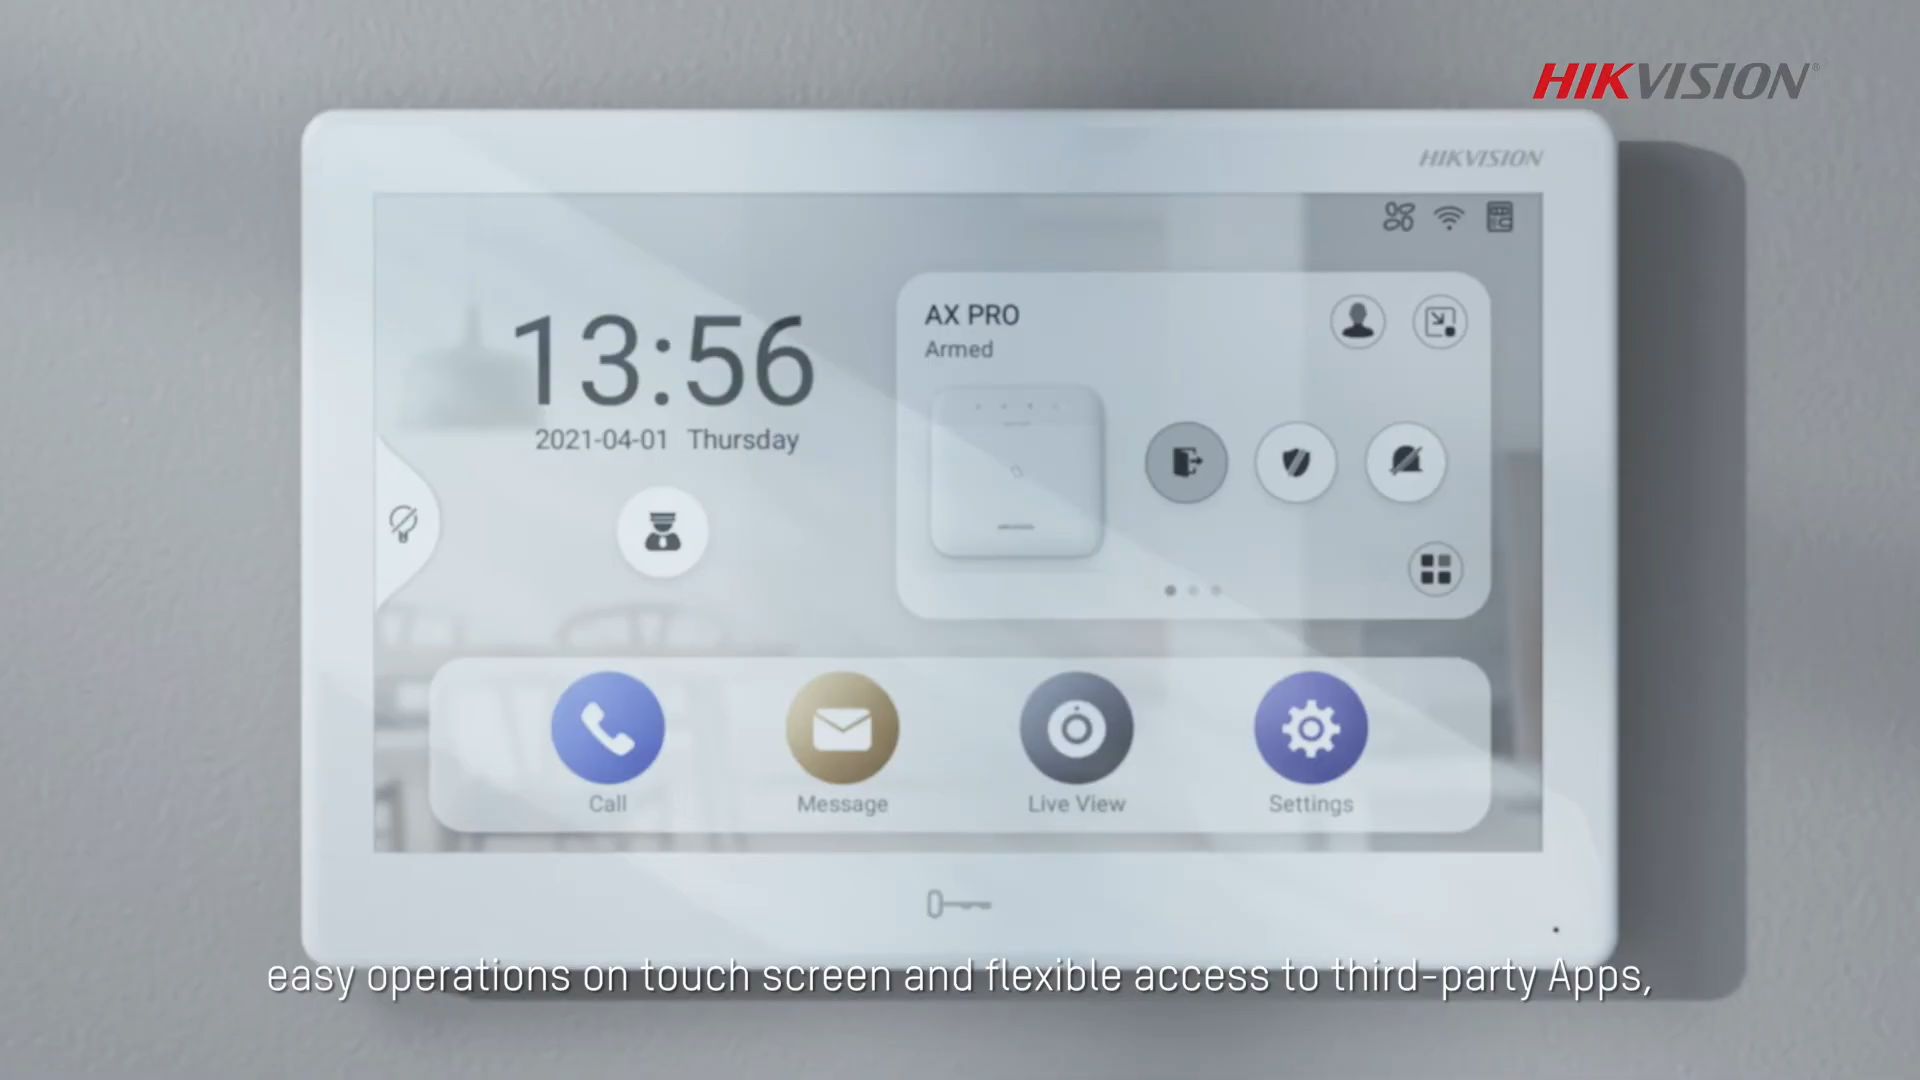 HIKVISION®
HIKVISION
13:56
2021-04-01 Thursday
AX PRO
Armed
Call
Message
Live View
Settings
easy operations on touch screen and flexible access to third-party Apps,